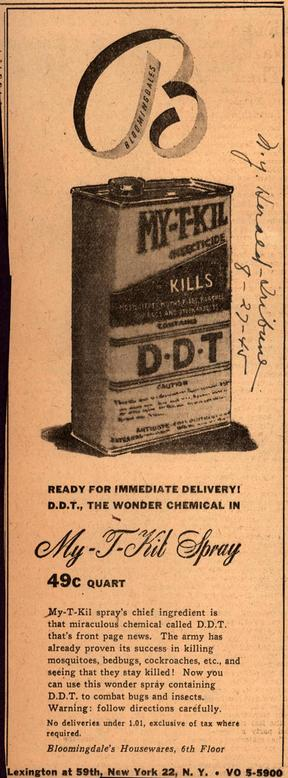 BLOOMINGDALES
N.Y. Herald-Tribune
8-27-45
MY-T-KIL
INSECTICIDE
KILLS
CONTAINS
D·D·T
CAUTION
READY FOR IMMEDIATE DELIVERY!
D.D.T., THE WONDER CHEMICAL IN
My-T-Kil Spray
49c QUART
My-T-Kil spray's chief ingredient is
that miraculous chemical called D.D.T.
that's front page news. The army has
already proven its success in killing
mosquitoes, bedbugs, cockroaches, etc., and
seeing that they stay killed! Now you
can use this wonder spray containing
D.D.T. to combat bugs and insects.
Warning: follow directions carefully.
No deliveries under 1.01, exclusive of tax where
required.
Bloomingdale's Housewares, 6th Floor
Lexington at 59th, New York 22, N. Y. • VO 5-5900